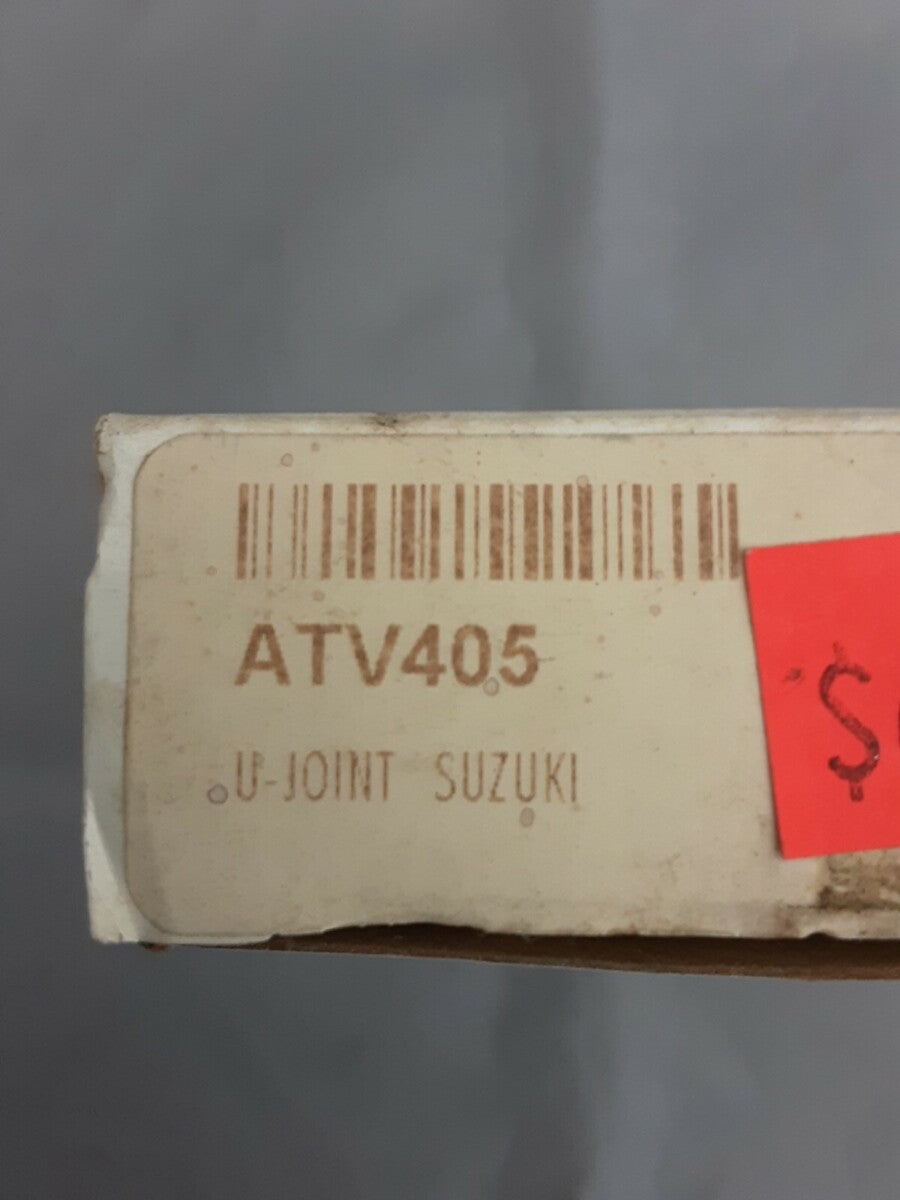 ATV405
$
U-JOINT SUZUKI